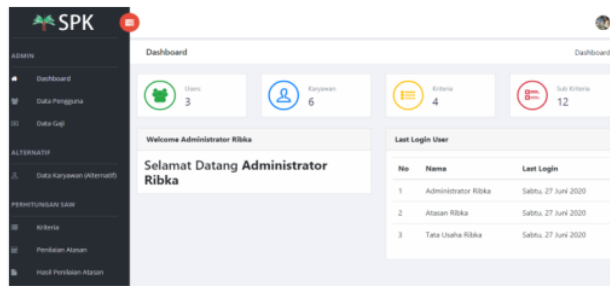 SPK
ADMIN
Dashboard
Data Pengguna
Data Gaji
ALTERNATIF
Data Karyawan (Alternatif)
PERHITUNGAN SAW
Kriteria
Penilaian Atasan
Hasil Penilaian Atasan
Dashboard
Dashboard
Users
3
Karyawan
6
Kriteria
4
Sub Kriteria
12
Welcome Administrator Ribka
Selamat Datang Administrator
Ribka
Last Login User
No Nama Last Login
1 Administrator Ribka Sabtu, 27 Juni 2020
2 Atasan Ribka Sabtu, 27 Juni 2020
3 Tata Usaha Ribka Sabtu, 27 Juni 2020